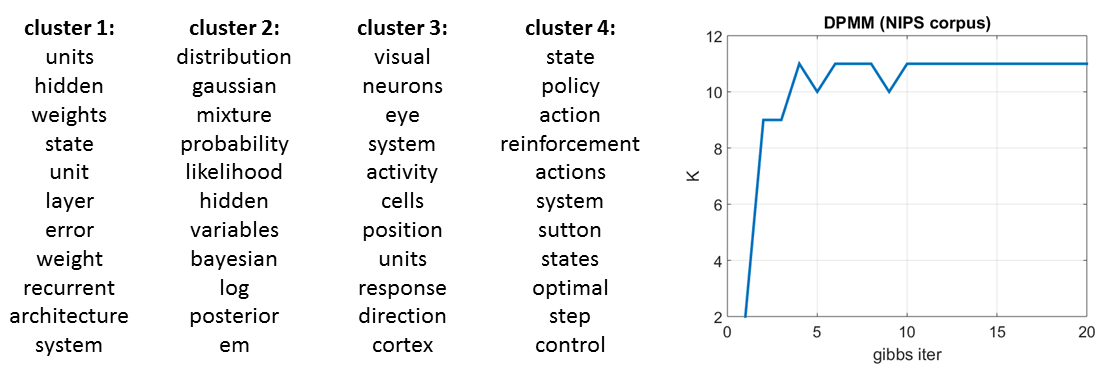 cluster 1:
units
hidden
weights
state
unit
layer
error
weight
recurrent
architecture
system
cluster 2:
distribution
gaussian
mixture
probability
likelihood
hidden
variables
bayesian
log
posterior
em
cluster 3:
visual
neurons
eye
system
activity
cells
position
units
response
direction
cortex
cluster 4:
state
policy
action
reinforcement
actions
system
sutton
states
optimal
step
control
DPMM (NIPS corpus)
12
10
8
6
4
2
K
0 5 10 15 20
gibbs iter